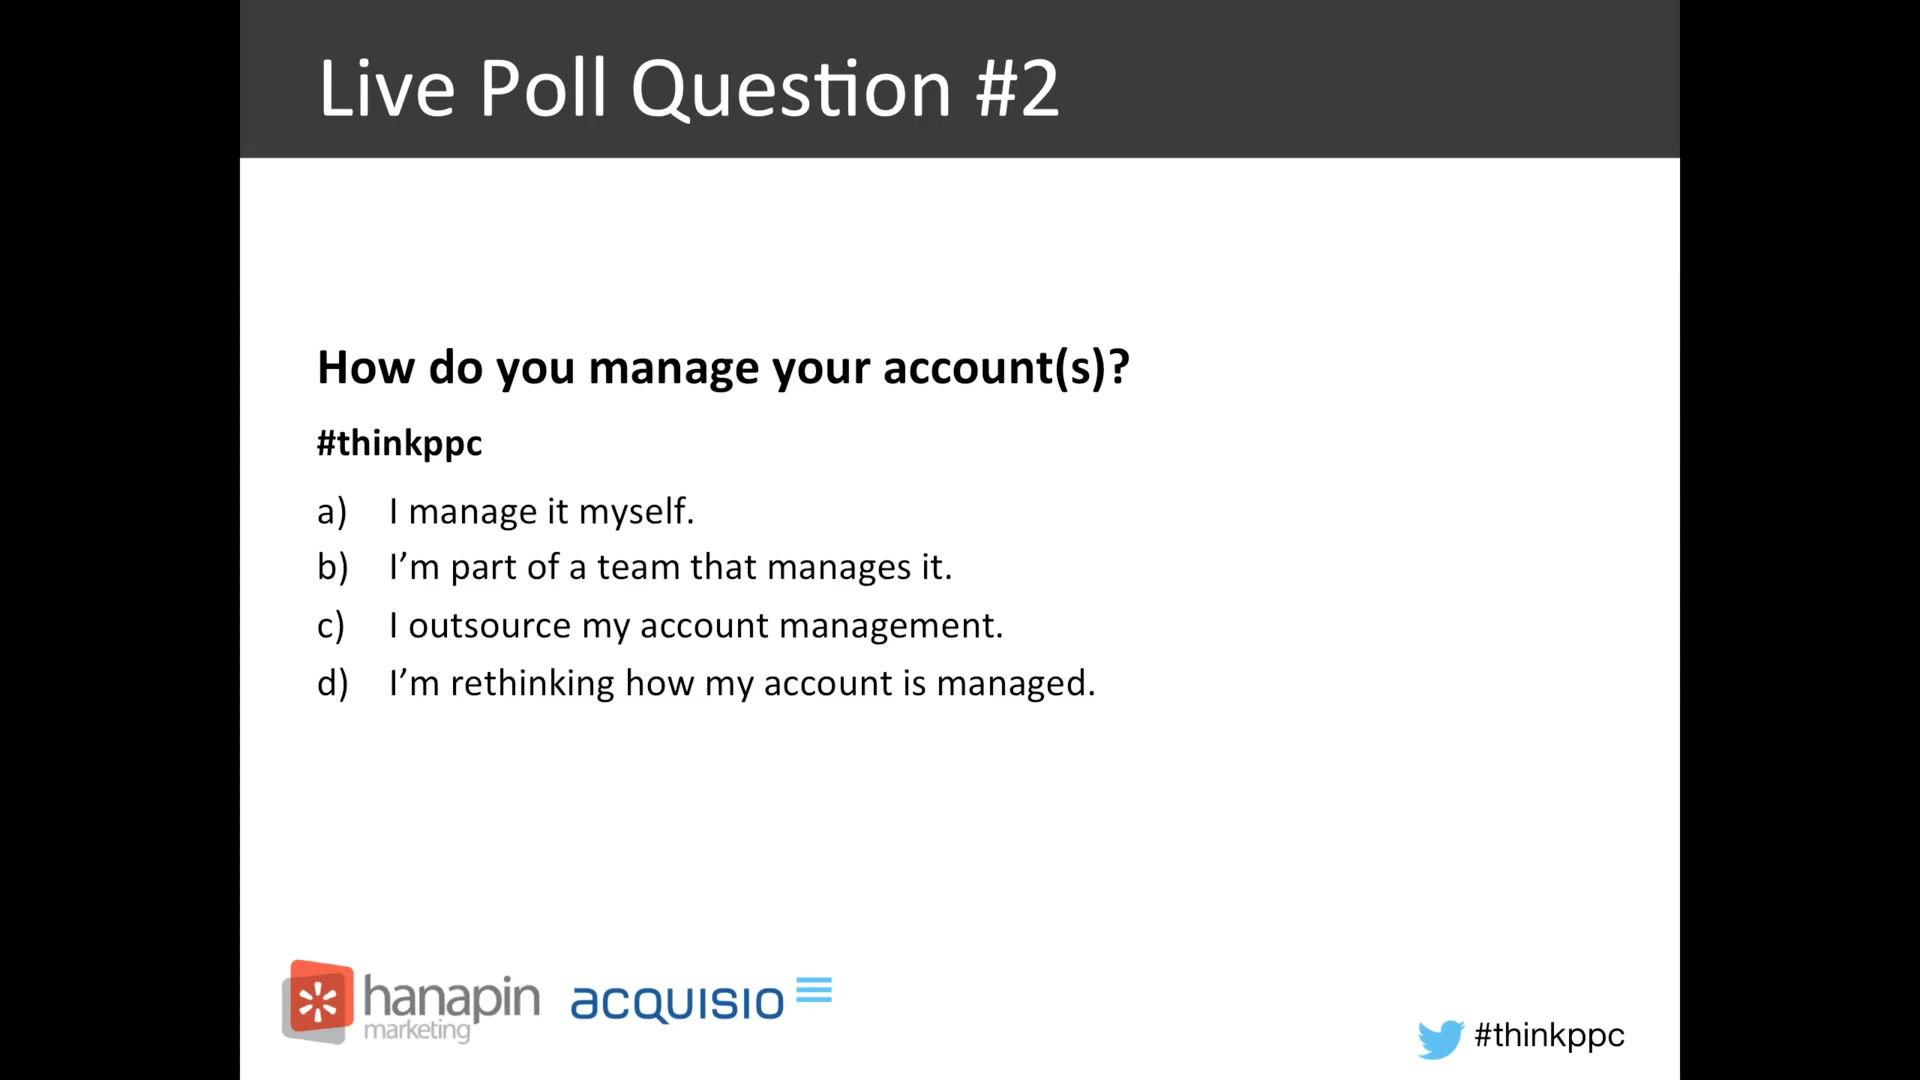 Live Poll Question #2
How do you manage your account(s)?
#thinkppc
a) I manage it myself.
b) I’m part of a team that manages it.
c) I outsource my account management.
d) I’m rethinking how my account is managed.
hanapin
marketing
acquisio
#thinkppc